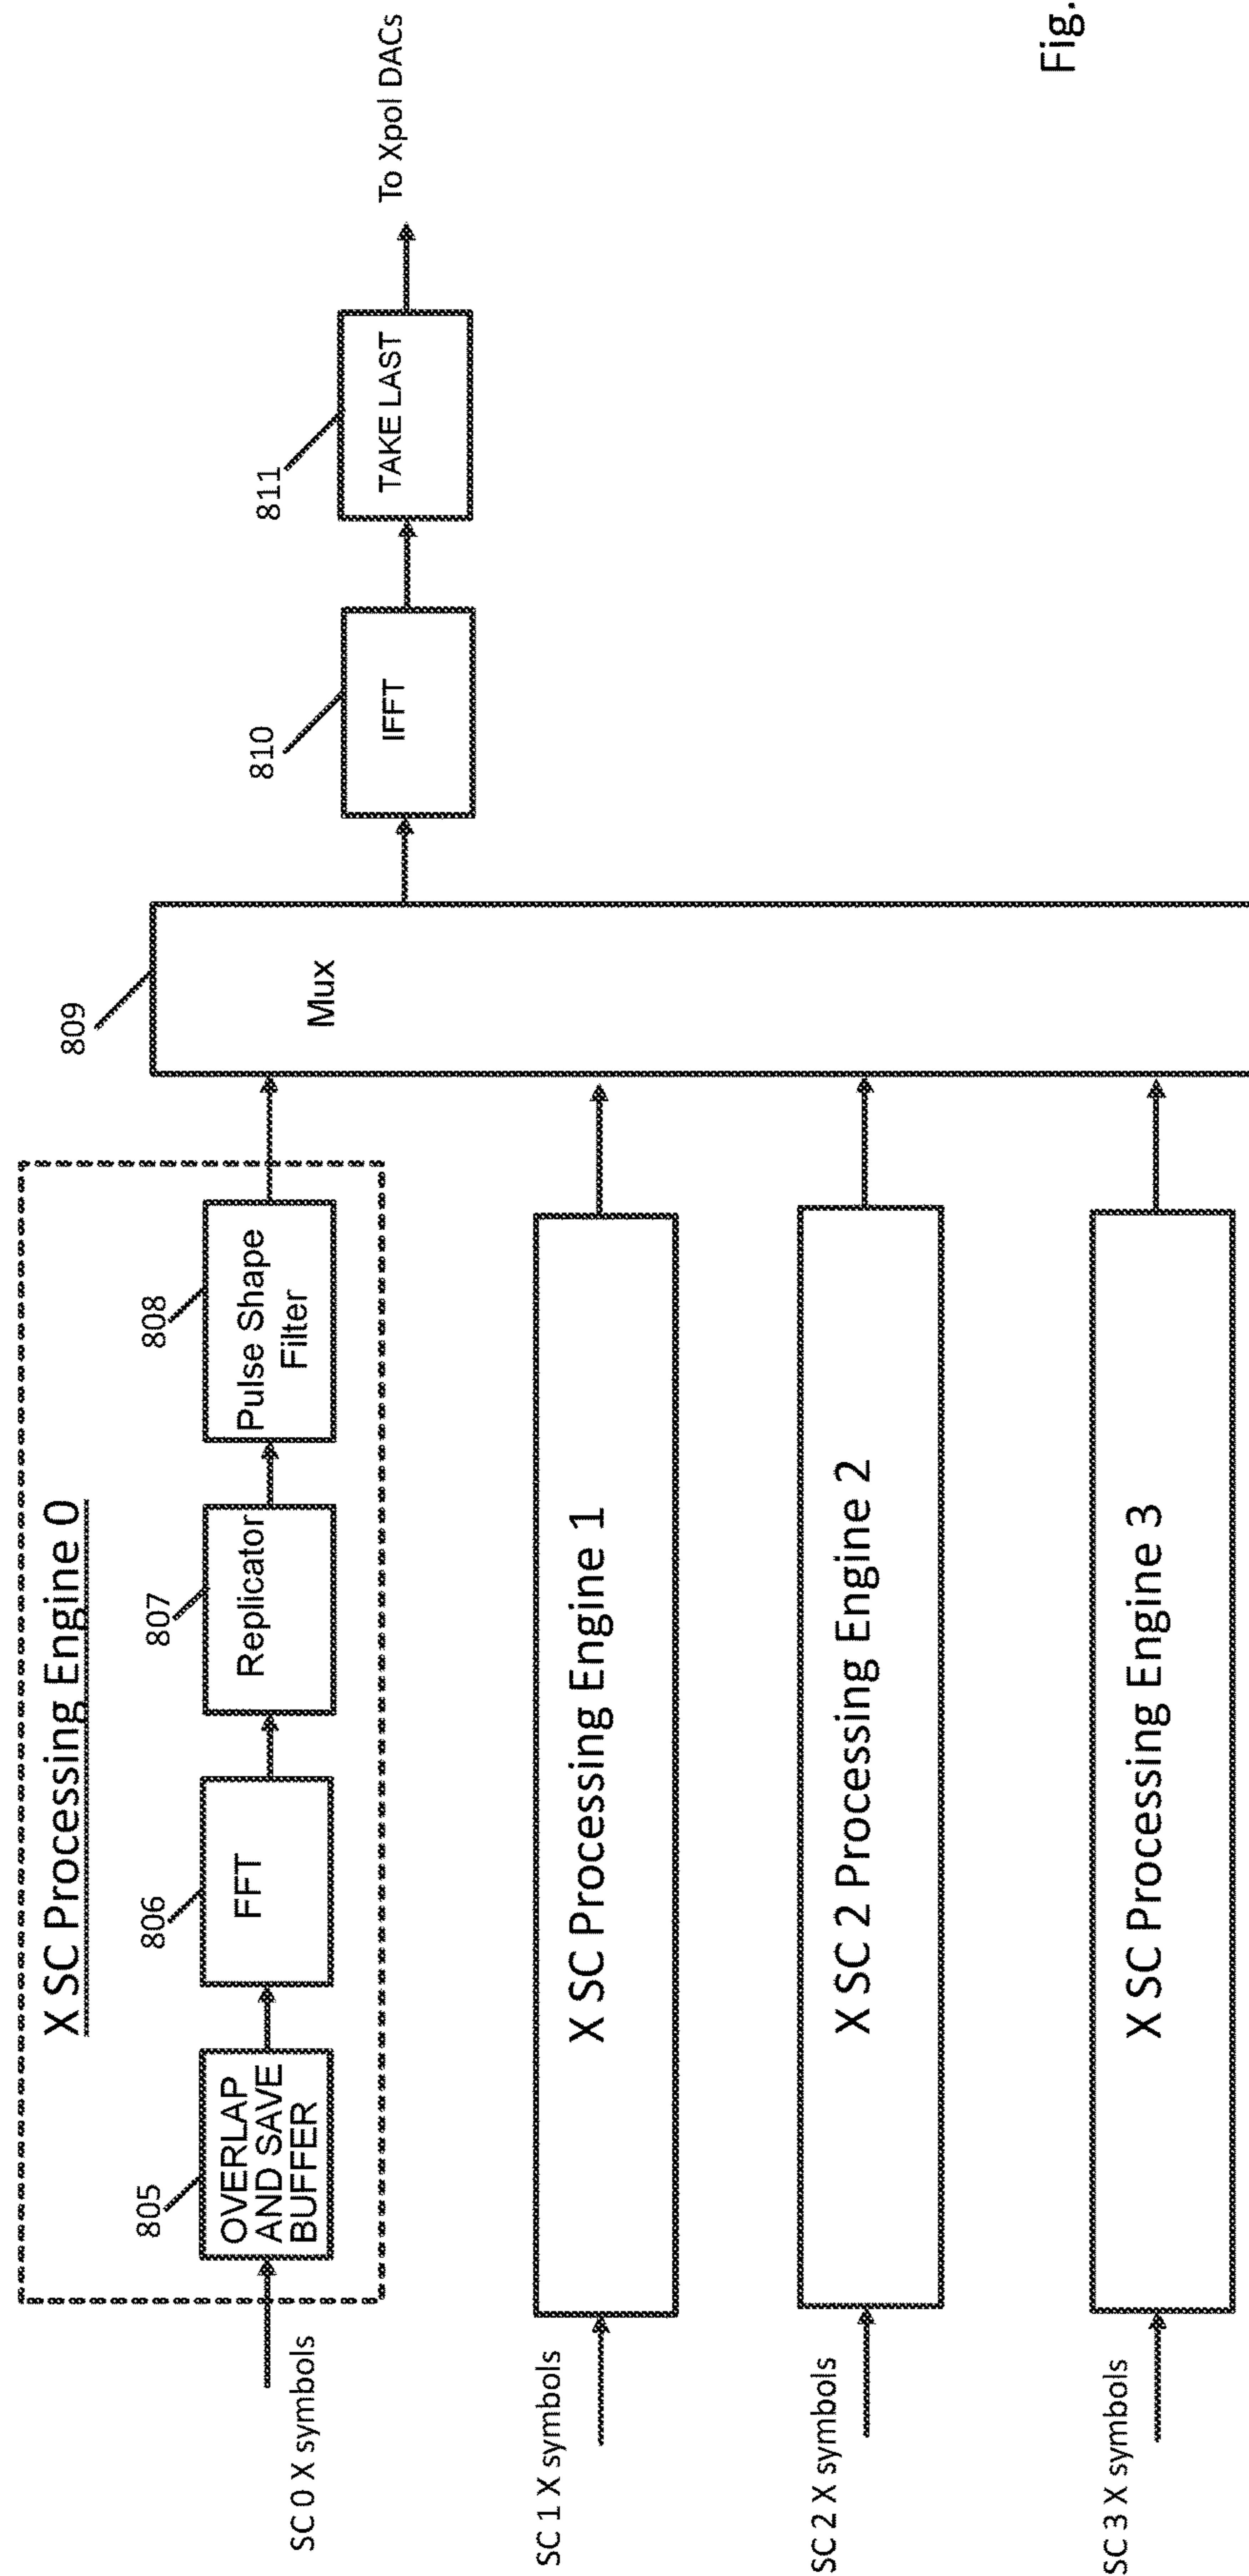 X SC Processing Engine 0
SC 0 X symbols
805
OVERLAP
AND SAVE
BUFFER
806
FFT
807
Replicator
808
Pulse Shape
Filter
SC 1 X symbols
X SC Processing Engine 1
SC 2 X symbols
X SC 2 Processing Engine 2
SC 3 X symbols
X SC Processing Engine 3
809
Mux
810
IFFT
811
TAKE LAST
To Xpol DACs
Fig.